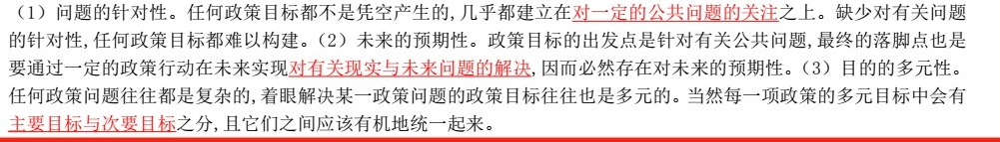 （1）问题的针对性。任何政策目标都不是凭空产生的,几乎都建立在对一定的公共问题的关注之上。缺少对有关问题
的针对性,任何政策目标都难以构建。（2）未来的预期性。政策目标的出发点是针对有关公共问题,最终的落脚点也是
要通过一定的政策行动在未来实现对有关现实与未来问题的解决,因而必然存在对未来的预期性。（3）目的的多元性。
任何政策问题往往都是复杂的,着眼解决某一政策问题的政策目标往往也是多元的。当然每一项政策的多元目标中会有
主要目标与次要目标之分,且它们之间应该有机地统一起来。